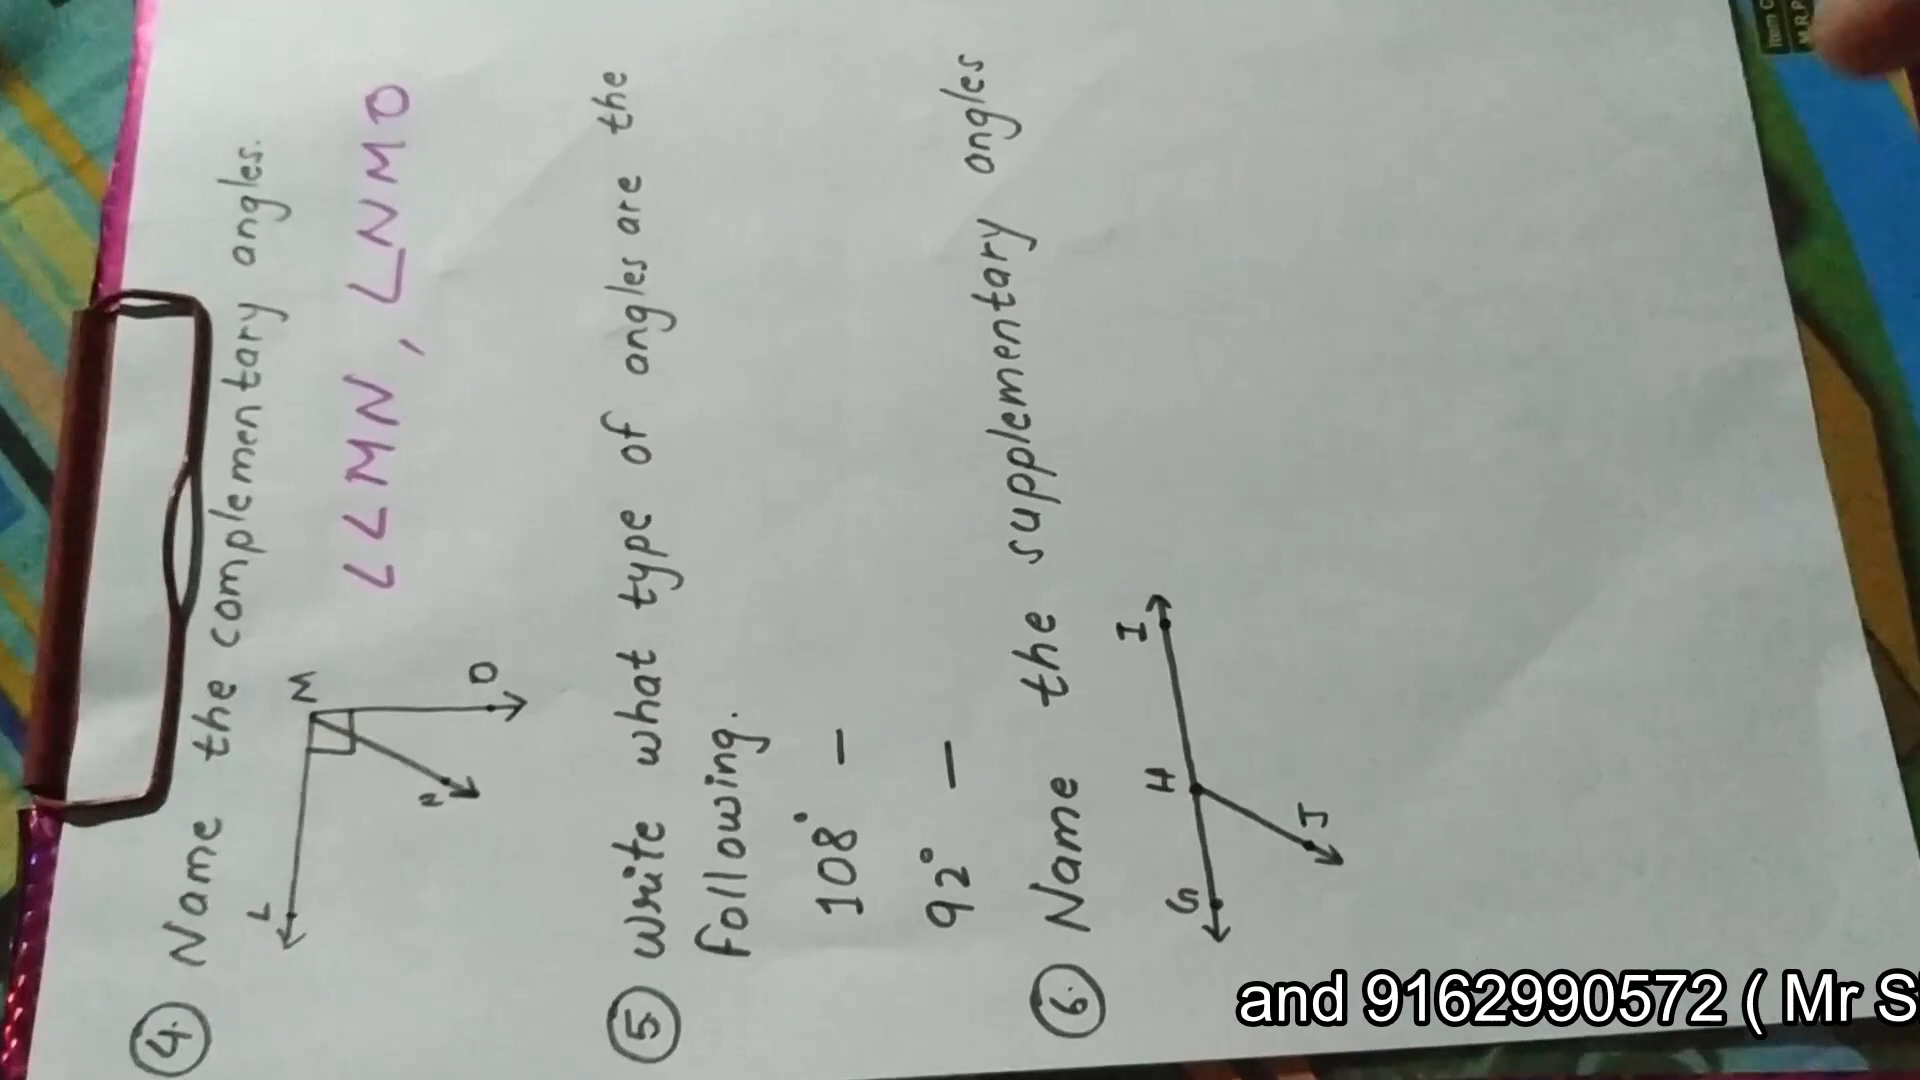 ④. Name the complementary angles.
L
M
N
O
∠LMN, ∠NMO
⑤. Write what type of angles are the
following.
108° –
92° –
⑥. Name the supplementary angles
G
H
I
J
and 9162990572 ( Mr S
M.R.P